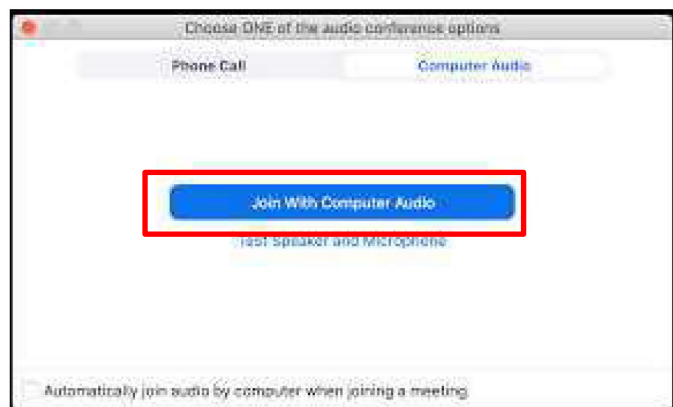 Choose ONE of the audio conference options
Phone Call
Computer Audio
Join With Computer Audio
Test Speaker and Microphone
Automatically join audio by computer when joining a meeting